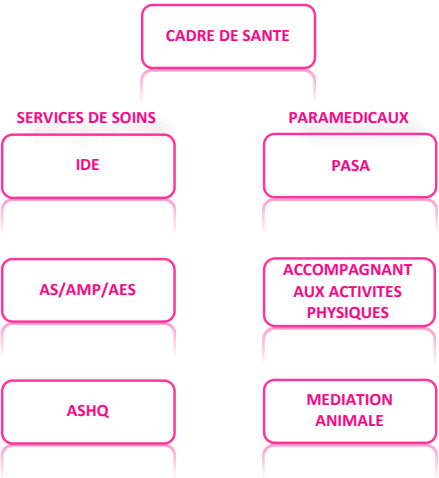 CADRE DE SANTE
SERVICES DE SOINS
PARAMEDICAUX
IDE
PASA
AS/AMP/AES
ACCOMPAGNANT
AUX ACTIVITES
PHYSIQUES
ASHQ
MEDIATION
ANIMALE